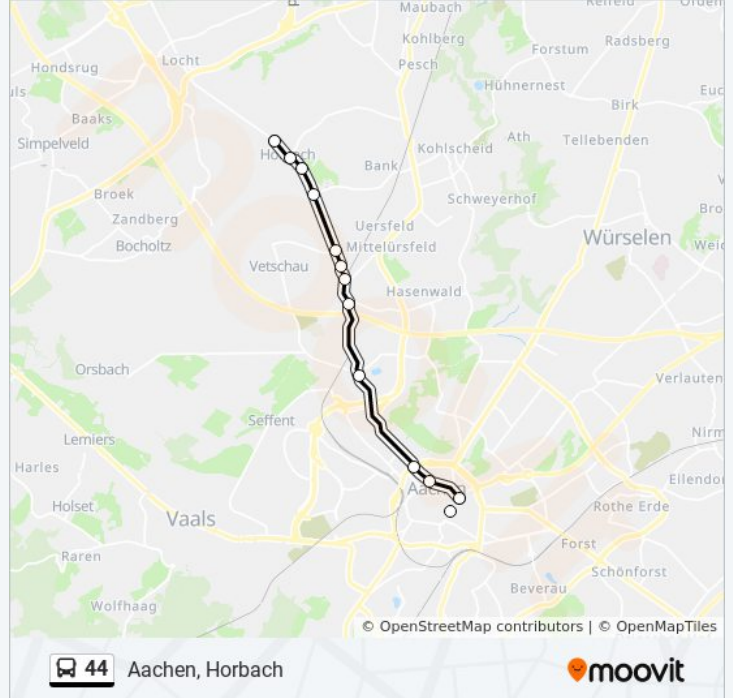 Maubach
Kohlberg
Radsberg
Locht
Forstum
Pesch
Hondsrug
Hühnernest
Birk
Baaks
Ath
Tellebenden
Simpelveld
Kohlscheid
Bank
Schweyerhof
Broek
Zandberg
Uersfeld
Bocholtz
Mittelürsfeld
Würselen
Vetschau
Hasenwald
Orsbach
Verlauten
Seffent
Lemiers
Harles
Aachen
Holset
Rothe Erde
Vaals
Forst
Raren
Schönforst
Beverau
Wolfhaag
© OpenStreetMap contributors | © OpenMapTiles
44 Aachen, Horbach
moovit